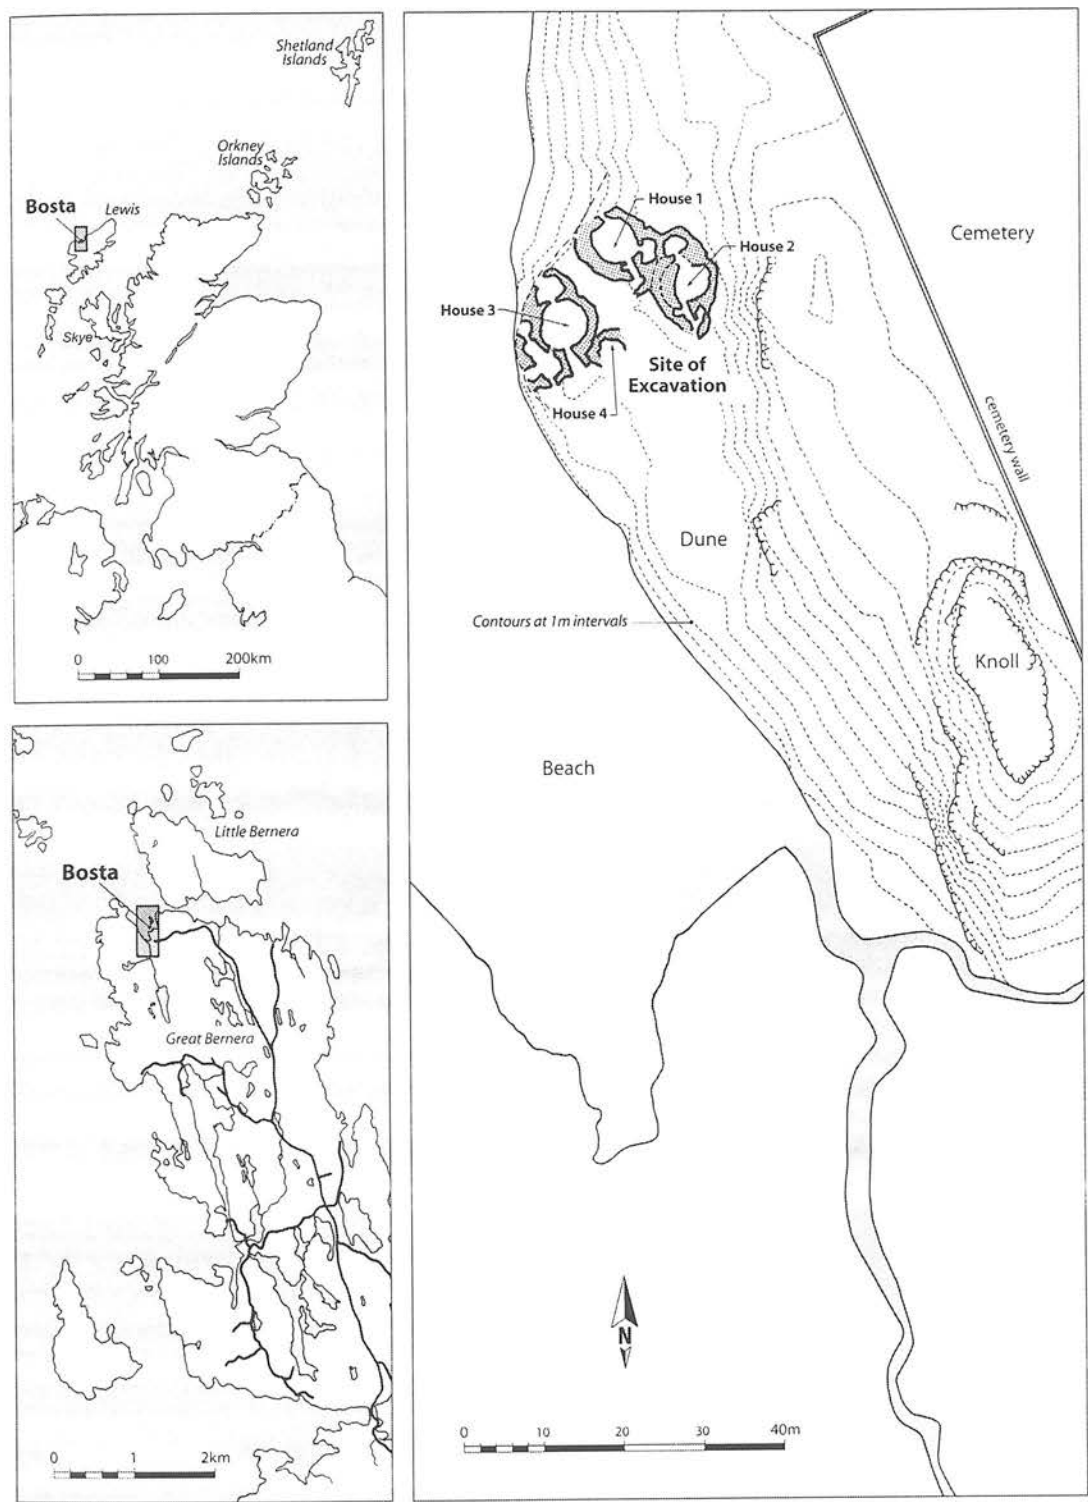 Shetland
Islands
Orkney
Islands
Bosta
Lewis
Skye
0 100 200km
Bosta
Little Bernera
Great Bernera
0 1 2km
House 1
House 2
House 3
House 4
Site of
Excavation
Cemetery
cemetery wall
Dune
Contours at 1m intervals
Knoll
Beach
N
0 10 20 30 40m